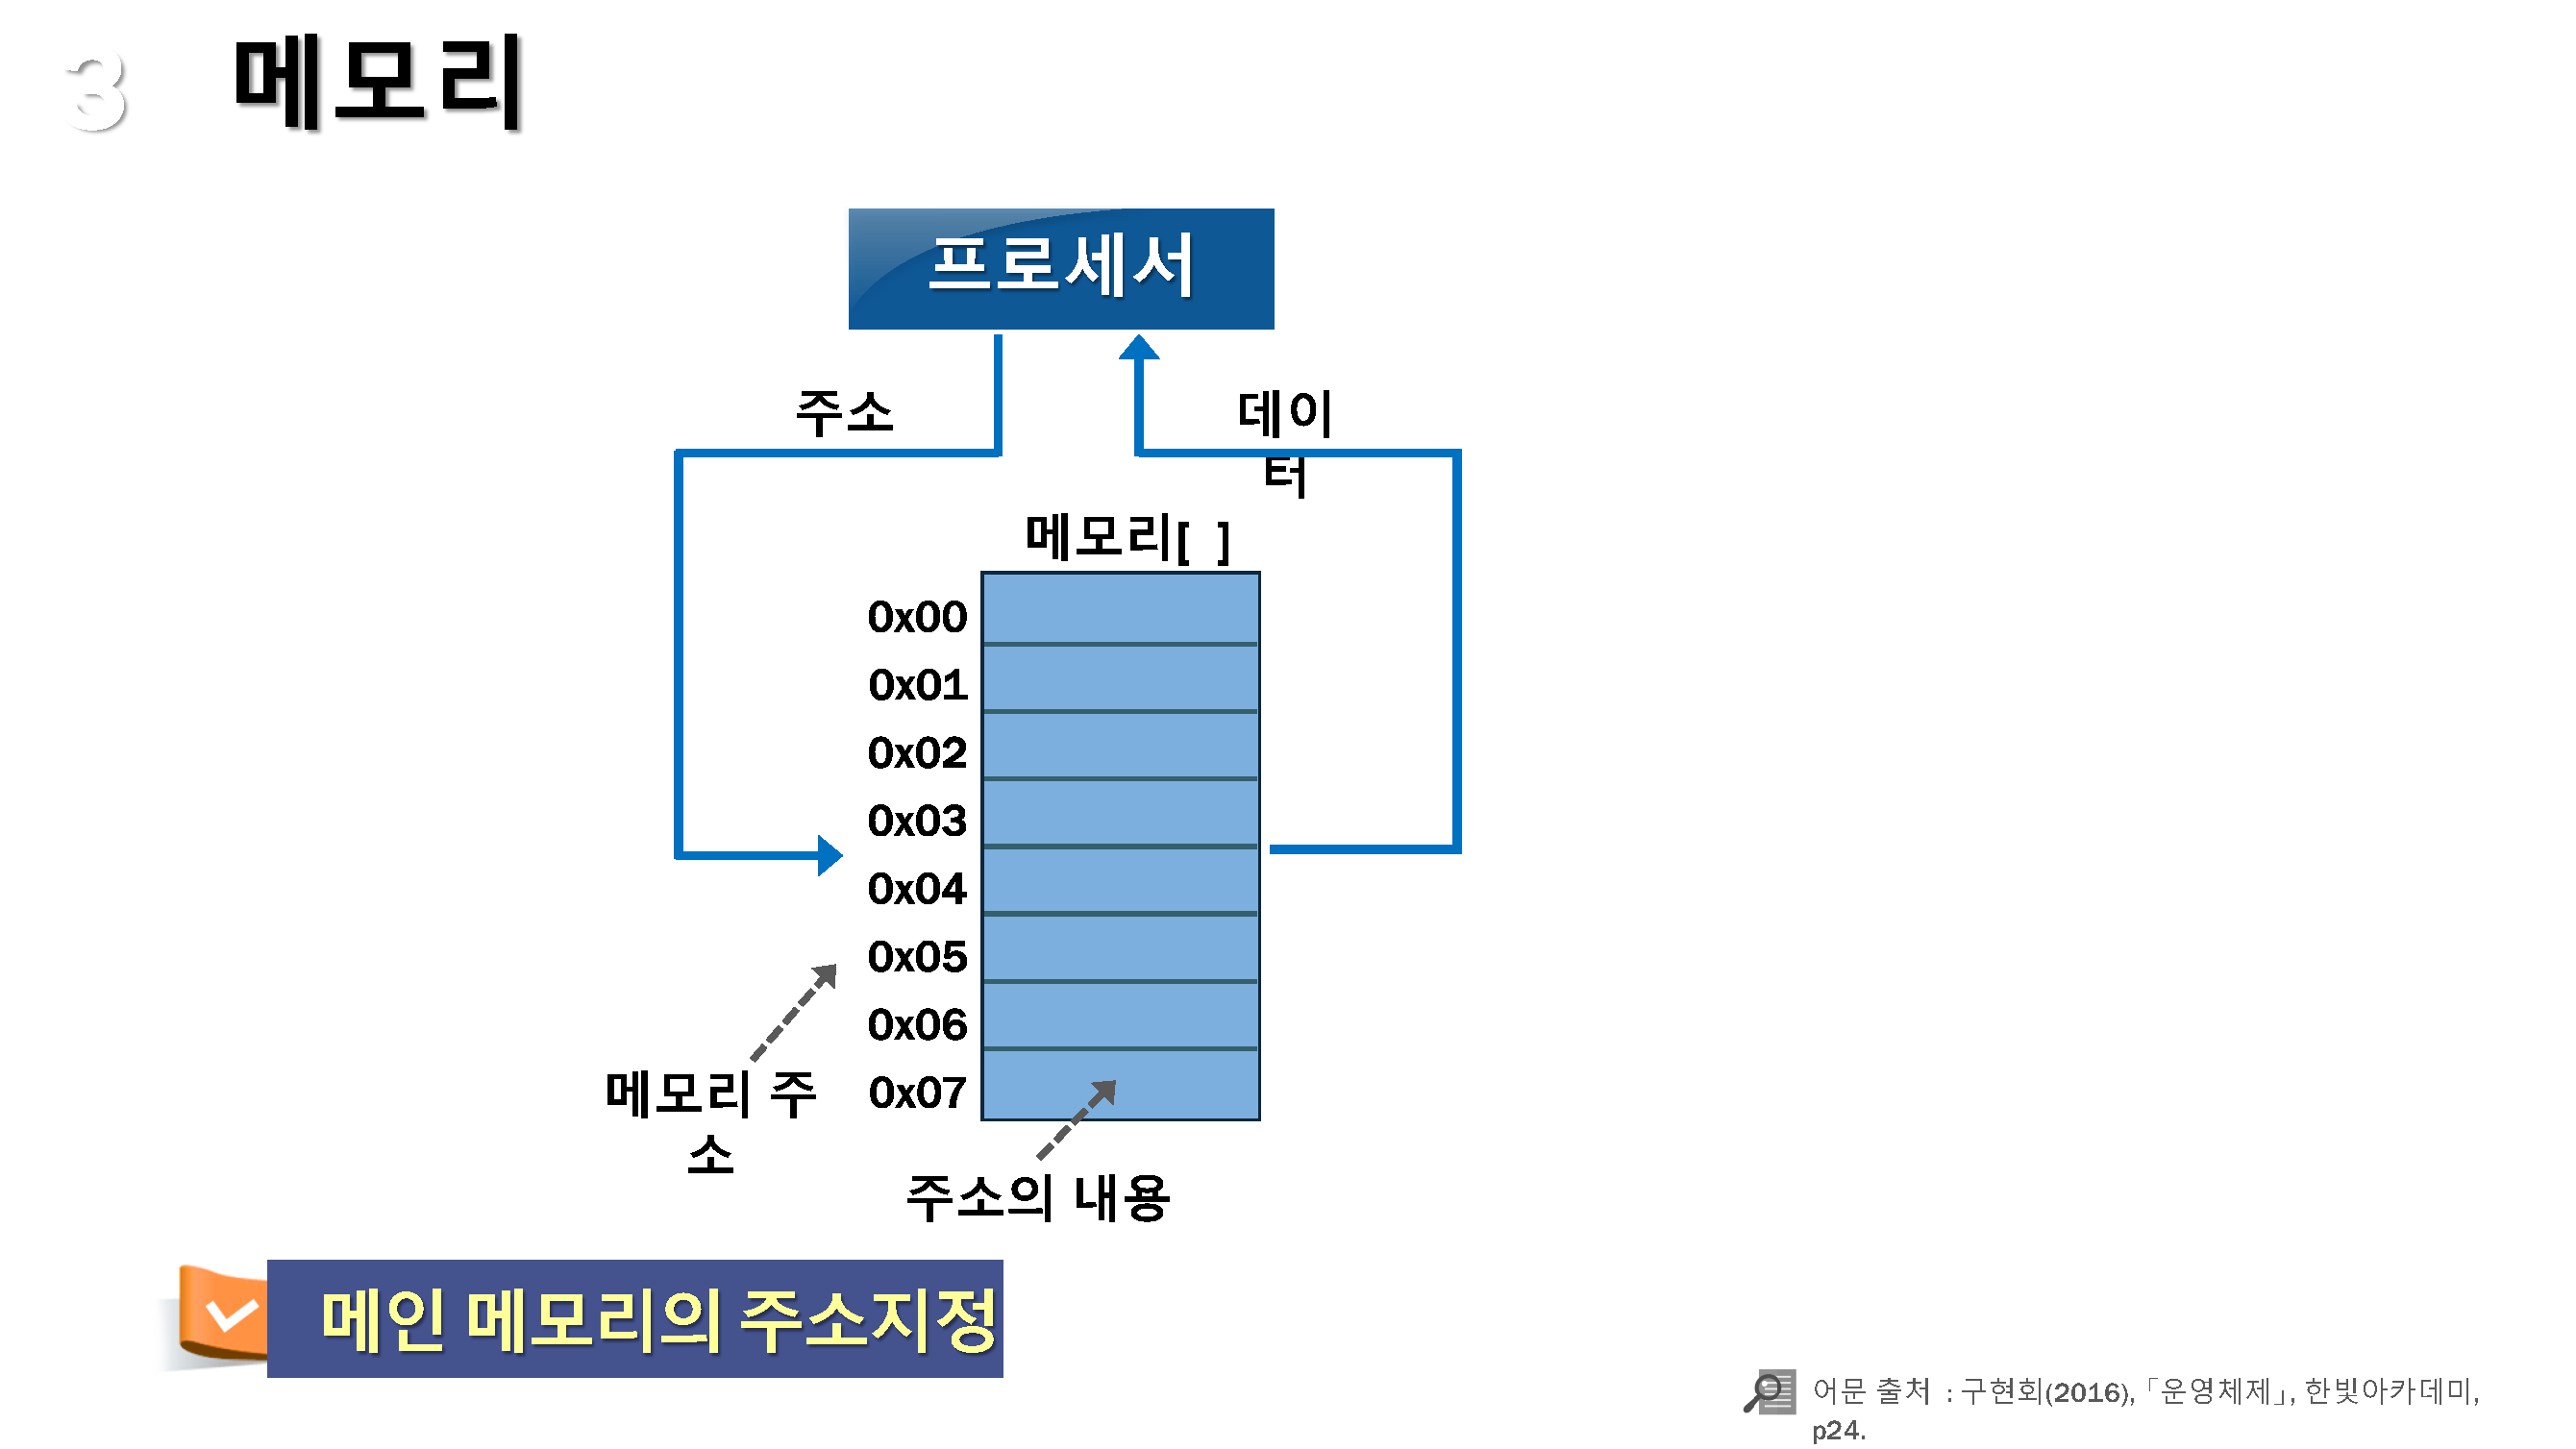 3 메모리
프로세서
주소
데이
터
메모리[ ]
0x00
0x01
0x02
0x03
0x04
0x05
0x06
0x07
메모리 주
소
주소의 내용
메인 메모리의 주소지정
어문 출처 : 구현회(2016), 「운영체제」, 한빛아카데미,
p24.